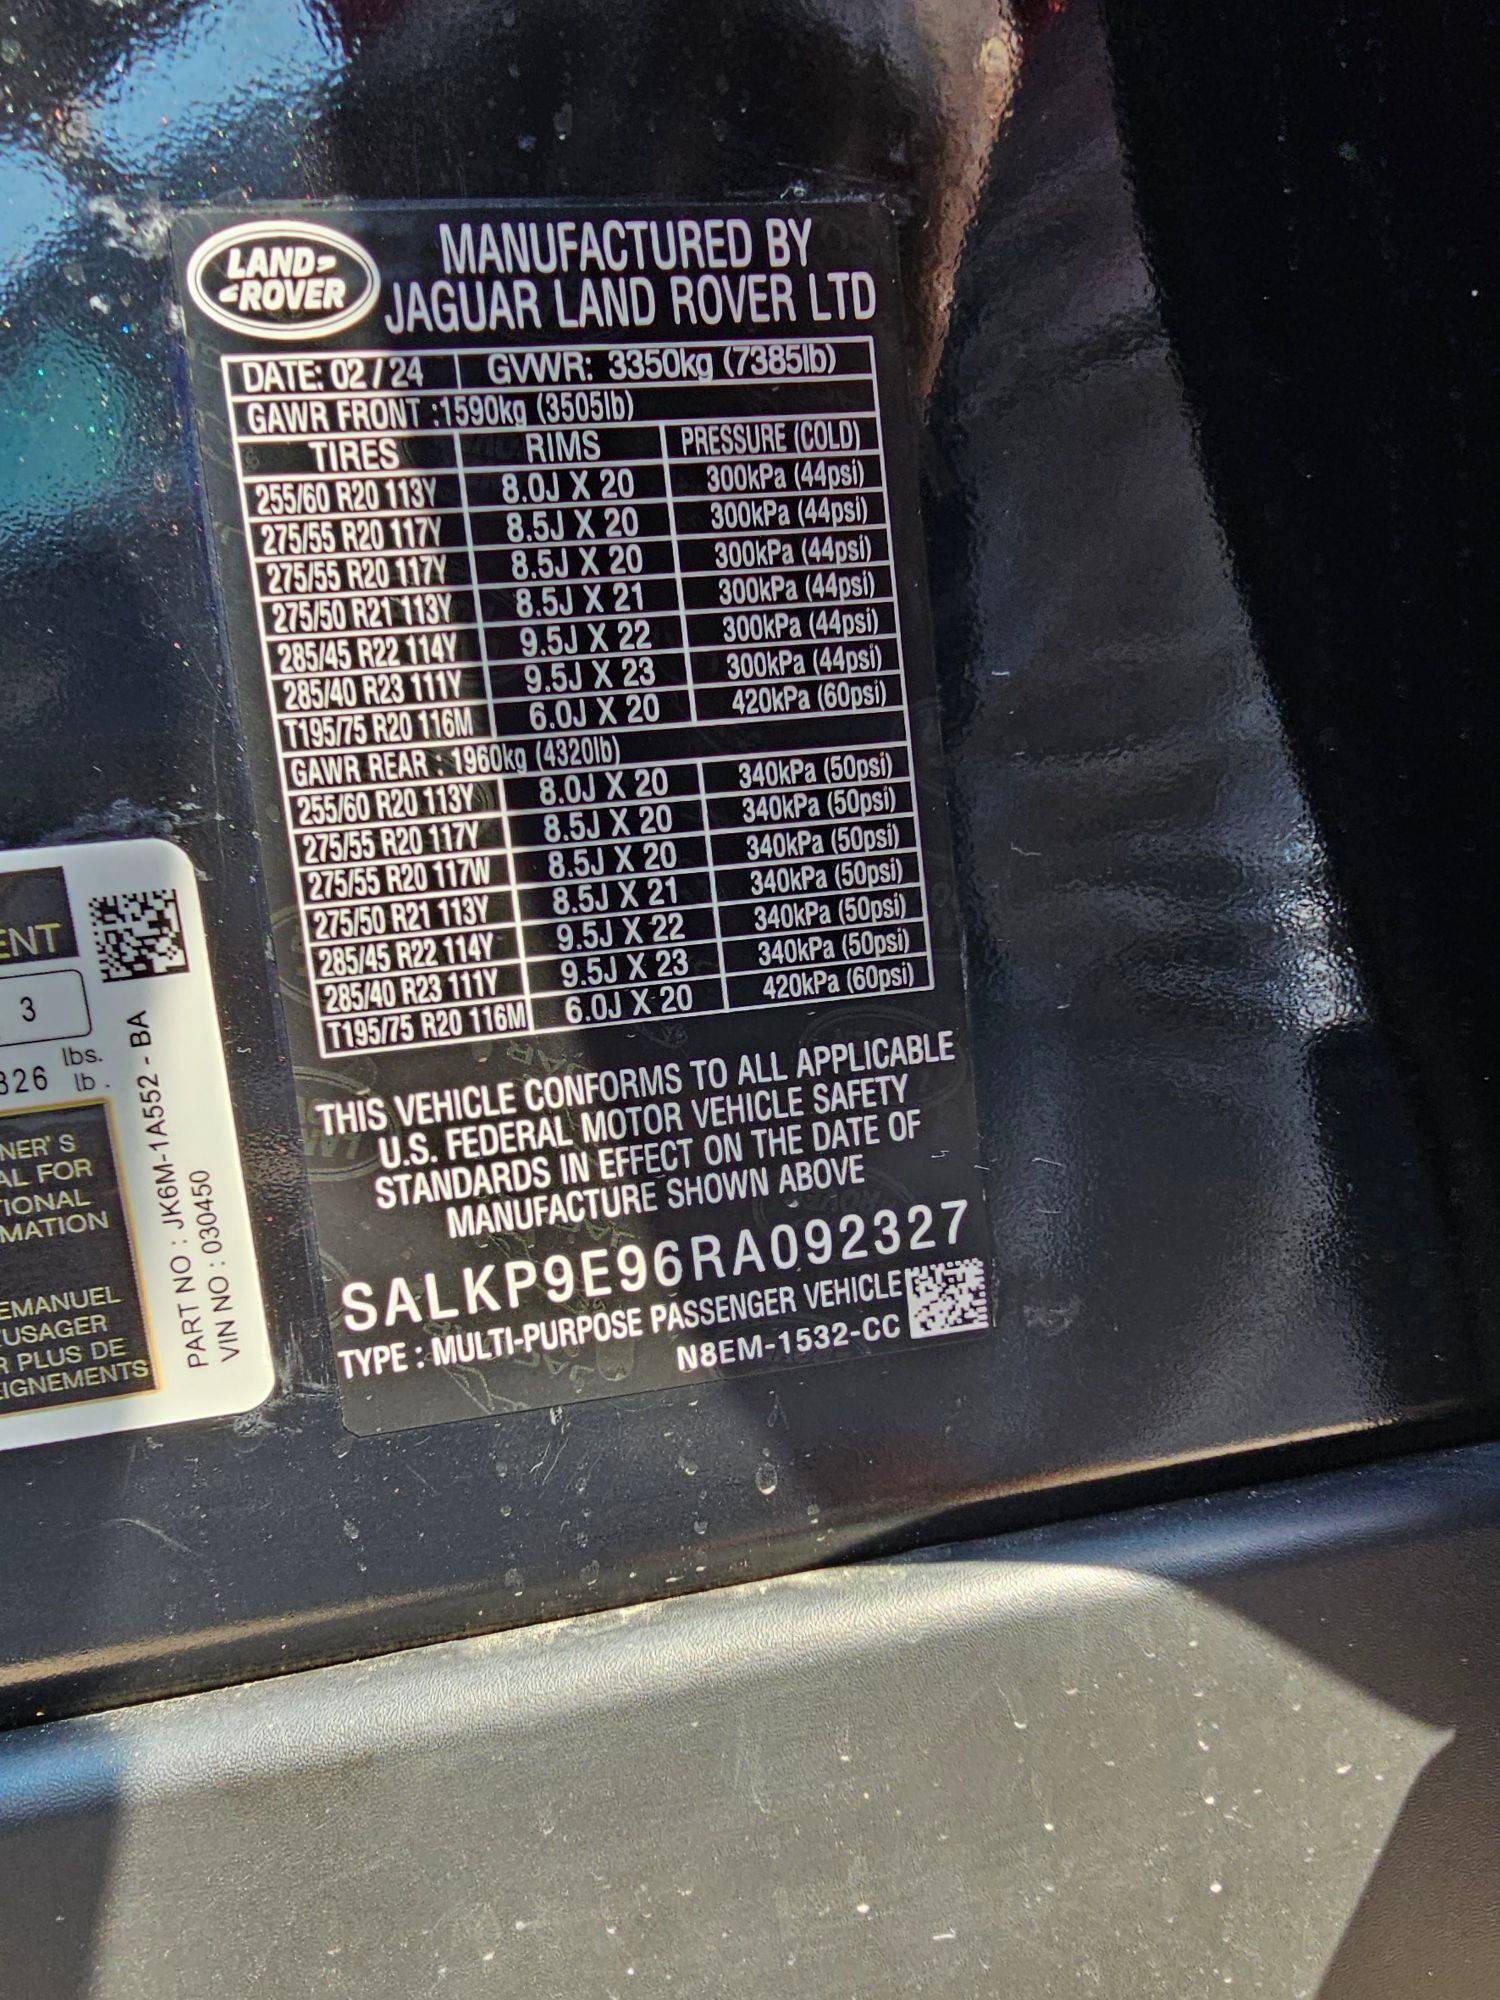 LAND-
-ROVER
MANUFACTURED BY
JAGUAR LAND ROVER LTD
DATE: 02 / 24 GVWR: 3350kg (7385lb)
GAWR FRONT :1590kg (3505lb)
TIRES RIMS PRESSURE (COLD)
255/60 R20 113Y 8.0J X 20 300kPa (44psi)
275/55 R20 117Y 8.5J X 20 300kPa (44psi)
275/55 R20 117Y 8.5J X 20 300kPa (44psi)
275/50 R21 113Y 8.5J X 21 300kPa (44psi)
285/45 R22 114Y 9.5J X 22 300kPa (44psi)
285/40 R23 111Y 9.5J X 23 300kPa (44psi)
T195/75 R20 116M 6.0J X 20 420kPa (60psi)
GAWR REAR : 1960kg (4320lb)
255/60 R20 113Y 8.0J X 20 340kPa (50psi)
275/55 R20 117Y 8.5J X 20 340kPa (50psi)
275/55 R20 117W 8.5J X 20 340kPa (50psi)
275/50 R21 113Y 8.5J X 21 340kPa (50psi)
285/45 R22 114Y 9.5J X 22 340kPa (50psi)
285/40 R23 111Y 9.5J X 23 340kPa (50psi)
T195/75 R20 116M 6.0J X 20 420kPa (60psi)
THIS VEHICLE CONFORMS TO ALL APPLICABLE
U.S. FEDERAL MOTOR VEHICLE SAFETY
STANDARDS IN EFFECT ON THE DATE OF
MANUFACTURE SHOWN ABOVE
SALKP9E96RA092327
TYPE : MULTI-PURPOSE PASSENGER VEHICLE
N8EM-1532-CC
ENT
3
lbs.
326 lb.
NER'S
AL FOR
TIONAL
MATION
EMANUEL
USAGER
R PLUS DE
IGNEMENTS
PART NO : JK6M-1A552 - BA
VIN NO : 030450